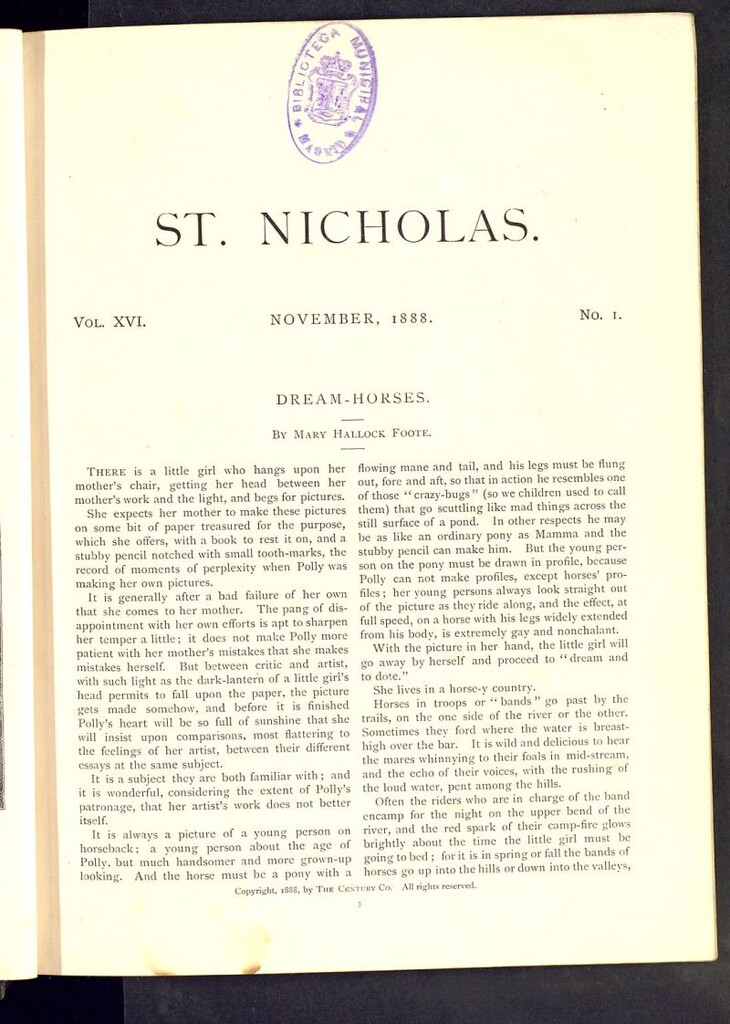 BIBLIOTECA MUNICIPAL
* MADRID *
ST. NICHOLAS.
VOL. XVI.
NOVEMBER, 1888.
No. 1.
DREAM-HORSES.
BY MARY HALLOCK FOOTE.
THERE is a little girl who hangs upon her
mother's chair, getting her head between her
mother's work and the light, and begs for pictures.
She expects her mother to make these pictures
on some bit of paper treasured for the purpose,
which she offers, with a book to rest it on, and a
stubby pencil notched with small tooth-marks, the
record of moments of perplexity when Polly was
making her own pictures.
It is generally after a bad failure of her own
that she comes to her mother. The pang of dis-
appointment with her own efforts is apt to sharpen
her temper a little; it does not make Polly more
patient with her mother's mistakes that she makes
mistakes herself. But between critic and artist,
with such light as the dark-lantern of a little girl's
head permits to fall upon the paper, the picture
gets made somehow, and before it is finished
Polly's heart will be so full of sunshine that she
will insist upon comparisons, most flattering to
the feelings of her artist, between their different
essays at the same subject.
It is a subject they are both familiar with; and
it is wonderful, considering the extent of Polly's
patronage, that her artist's work does not better
itself.
It is always a picture of a young person on
horseback; a young person about the age of
Polly, but much handsomer and more grown-up
looking. And the horse must be a pony with a
flowing mane and tail, and his legs must be flung
out, fore and aft, so that in action he resembles one
of those "crazy-bugs" (so we children used to call
them) that go scuttling like mad things across the
still surface of a pond. In other respects he may
be as like an ordinary pony as Mamma and the
stubby pencil can make him. But the young per-
son on the pony must be drawn in profile, because
Polly can not make profiles, except horses' pro-
files; her young persons always look straight out
of the picture as they ride along, and the effect, at
full speed, on a horse with his legs widely extended
from his body, is extremely gay and nonchalant.
With the picture in her hand, the little girl will
go away by herself and proceed to "dream and
to dote."
She lives in a horse-y country.
Horses in troops or "bands" go past by the
trails, on the one side of the river or the other.
Sometimes they ford where the water is breast-
high over the bar. It is wild and delicious to hear
the mares whinnying to their foals in mid-stream,
and the echo of their voices, with the rushing of
the loud water, pent among the hills.
Often the riders who are in charge of the band
encamp for the night on the upper bend of the
river, and the red spark of their camp-fire glows
brightly about the time the little girl must be
going to bed; for it is in spring or fall the bands of
horses go up into the hills or down into the valleys,
Copyright, 1888, by THE CENTURY CO. All rights reserved.
3